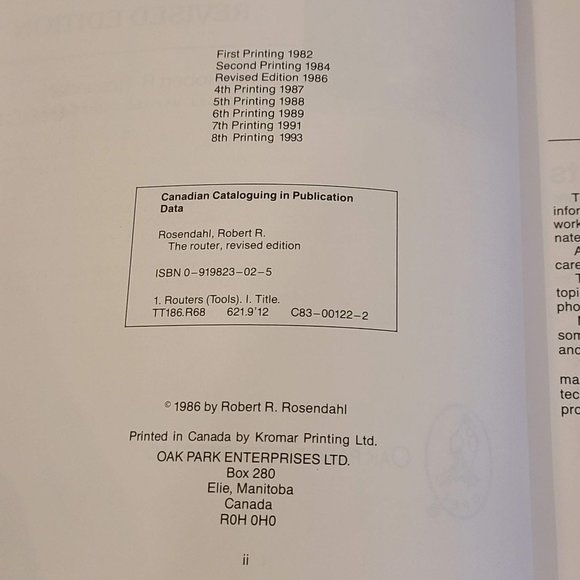 First Printing 1982
Second Printing 1984
Revised Edition 1986
4th Printing 1987
5th Printing 1988
6th Printing 1989
7th Printing 1991
8th Printing 1993
Canadian Cataloguing in Publication
Data
Rosendahl, Robert R.
The router, revised edition
ISBN 0-919823-02-5
1. Routers (Tools). I. Title.
TT186.R68 621.9'12 C83-00122-2
© 1986 by Robert R. Rosendahl
Printed in Canada by Kromar Printing Ltd.
OAK PARK ENTERPRISES LTD.
Box 280
Elie, Manitoba
Canada
R0H 0H0
ii